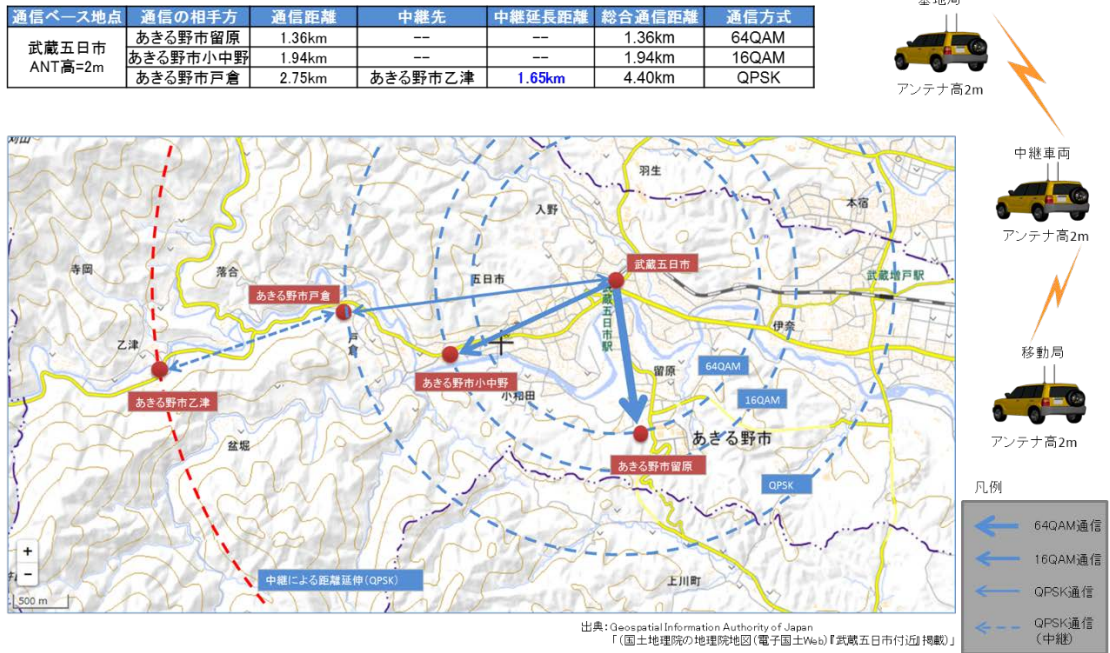 通信ベース地点 通信の相手方 通信距離 中継先 中継延長距離 総合通信距離 通信方式
武蔵五日市 ANT高=2m
あきる野市留原 1.36km -- -- 1.36km 64QAM
あきる野市小中野 1.94km -- -- 1.94km 16QAM
あきる野市戸倉 2.75km あきる野市乙津 1.65km 4.40km QPSK
基地局
アンテナ高2m
中継車両
アンテナ高2m
移動局
アンテナ高2m
羽生
入野
本宿
寺岡
落合
五日市
武蔵五日市
武蔵増戸駅
あきる野市戸倉
武蔵五日市駅
伊奈
乙津
戸倉
留原
64QAM
あきる野市小中野
16QAM
小和田
あきる野市乙津
あきる野市
盆堀
あきる野市留原
QPSK
中継による距離延伸(QPSK)
上川町
+
−
500 m
凡例
64QAM通信
16QAM通信
QPSK通信
QPSK通信
(中継)
出典:Geospatial Information Authority of Japan
「(国土地理院の地理院地図(電子国土Web)『武蔵五日市付近』掲載)」